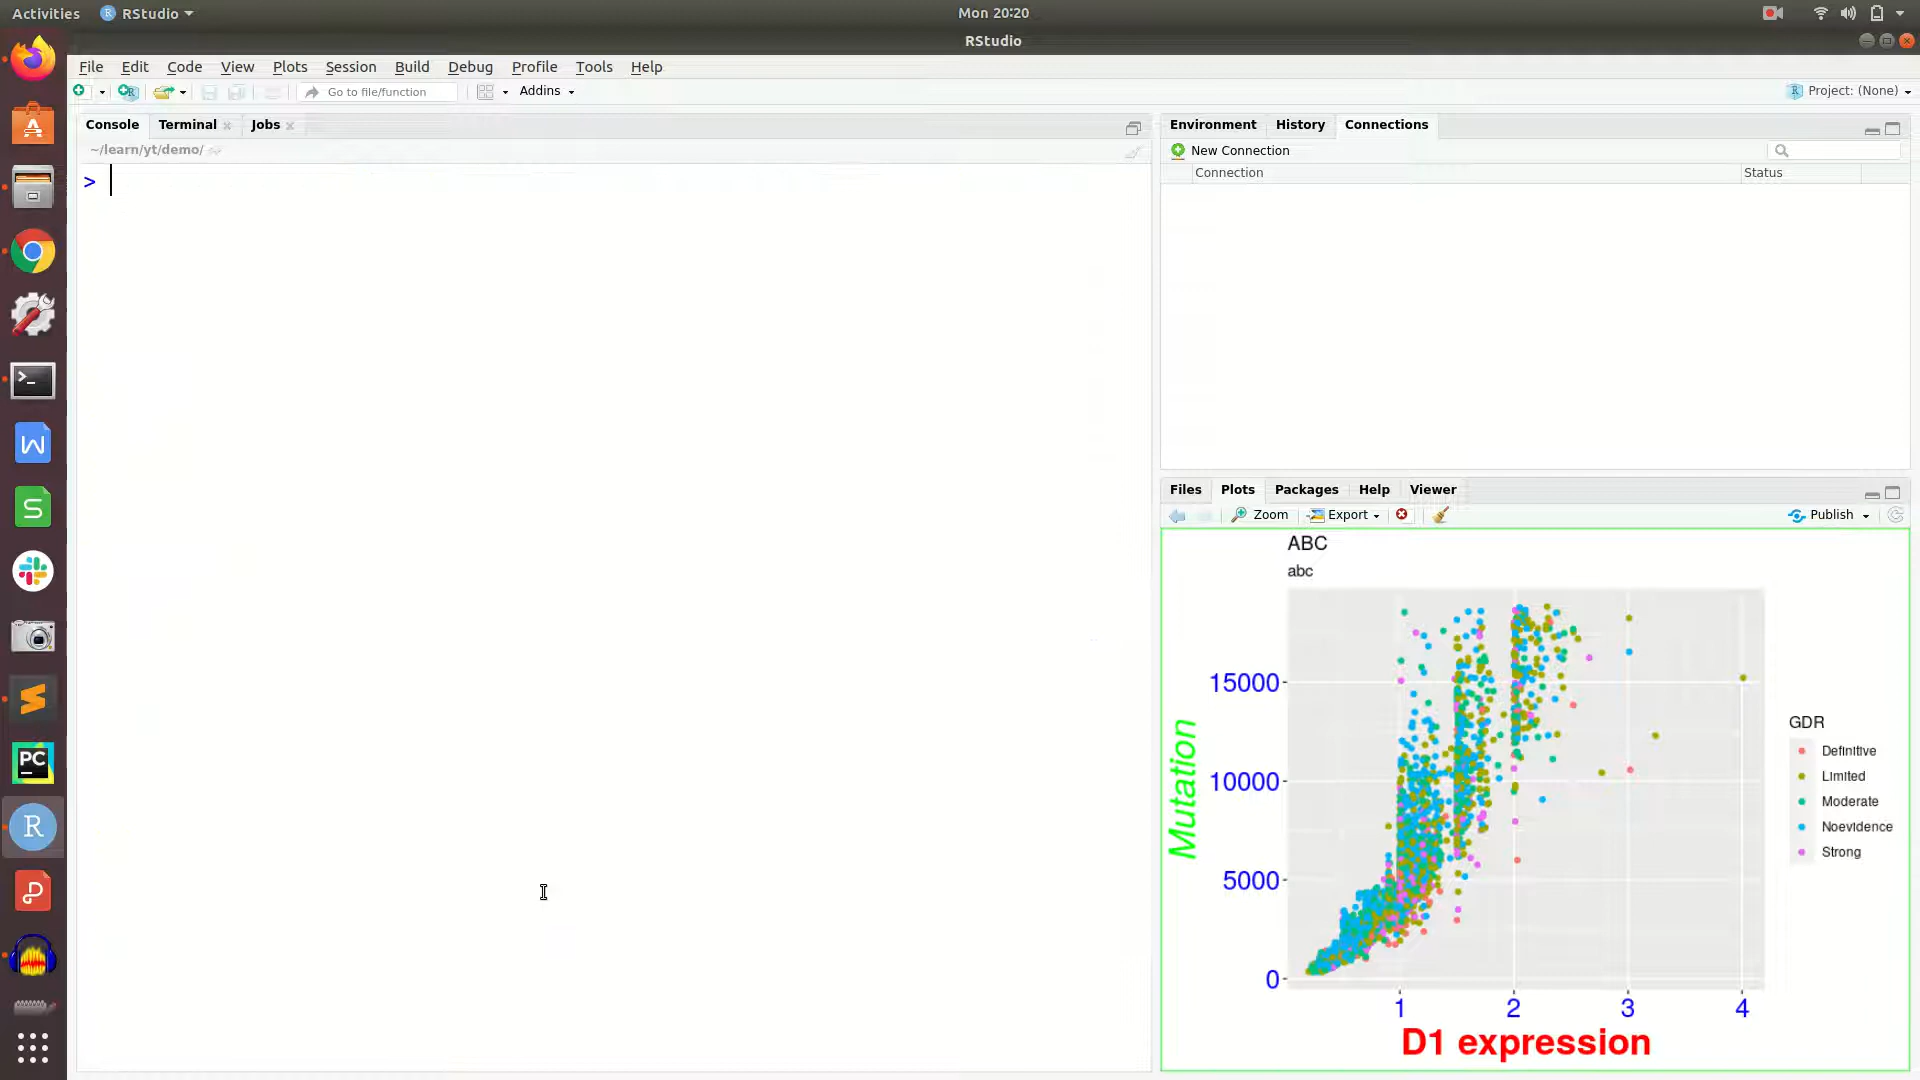 Activities RStudio Mon 20:20
RStudio
File Edit Code View Plots Session Build Debug Profile Tools Help
Go to file/function Addins Project: (None)
Console Terminal Jobs
~/learn/yt/demo/
>
Environment History Connections
New Connection
Connection Status
Files Plots Packages Help Viewer
Zoom Export Publish
ABC
abc
Mutation
15000
10000
5000
0
1 2 3 4
D1 expression
GDR
Definitive
Limited
Moderate
Noevidence
Strong
W
S
PC
R